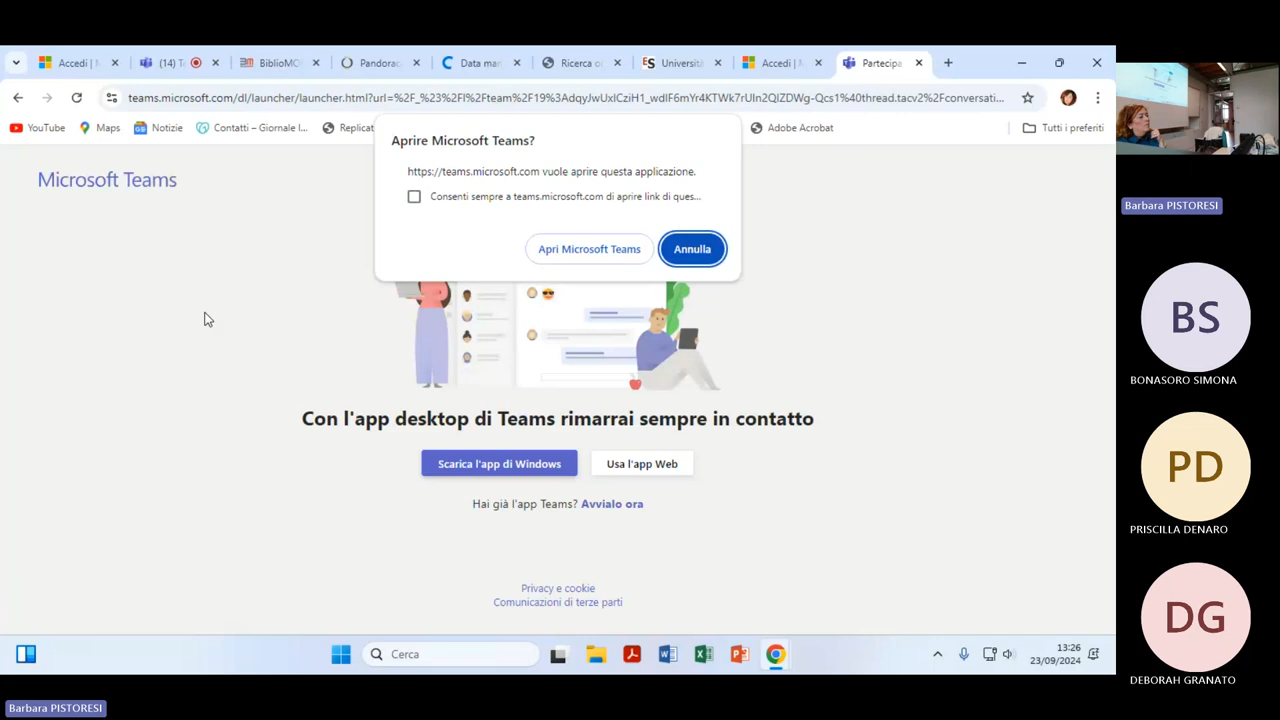 Accedi |
(14) T
BiblioMO
Pandora
Data mar
Ricerca o
Università
Accedi | M
Partecipa
teams.microsoft.com/dl/launcher/launcher.html?url=%2F_%23%2Fl%2Fteam%2F19%3AdqyJwUxICziH1_wdIF6mYr4KTWk7rUIn2QIZDWg-Qcs1%40thread.tacv2%2Fconversati...
YouTube
Maps
Notizie
Contatti – Giornale I...
Replicat
Adobe Acrobat
Tutti i preferiti
Microsoft Teams
Aprire Microsoft Teams?
https://teams.microsoft.com vuole aprire questa applicazione.
Consenti sempre a teams.microsoft.com di aprire link di ques...
Apri Microsoft Teams
Annulla
Con l'app desktop di Teams rimarrai sempre in contatto
Scarica l'app di Windows
Usa l'app Web
Hai già l'app Teams? Avvialo ora
Privacy e cookie
Comunicazioni di terze parti
Cerca
13:26
23/09/2024
Barbara PISTORESI
BS
BONASORO SIMONA
PD
PRISCILLA DENARO
DG
DEBORAH GRANATO
Barbara PISTORESI